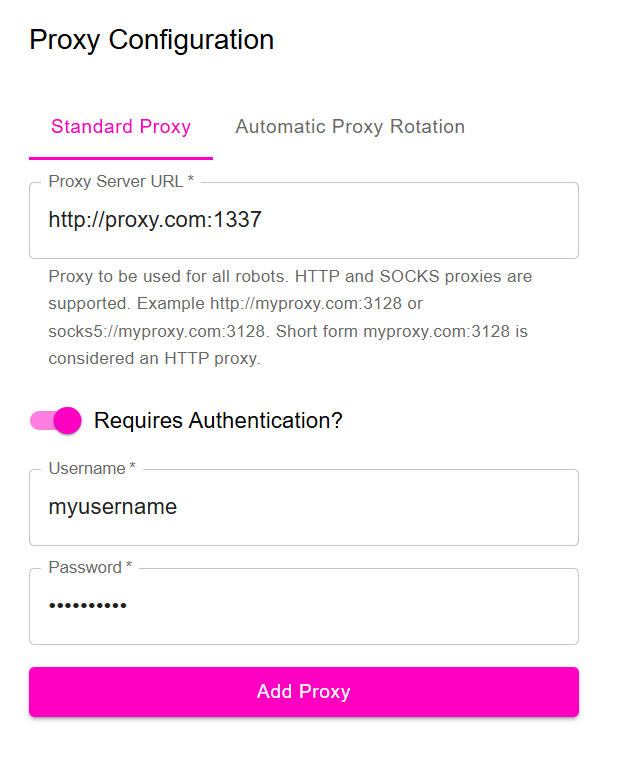 Proxy Configuration
Standard Proxy
Automatic Proxy Rotation
Proxy Server URL *
http://proxy.com:1337
Proxy to be used for all robots. HTTP and SOCKS proxies are
supported. Example http://myproxy.com:3128 or
socks5://myproxy.com:3128. Short form myproxy.com:3128 is
considered an HTTP proxy.
Requires Authentication?
Username *
myusername
Password *
••••••••••
Add Proxy